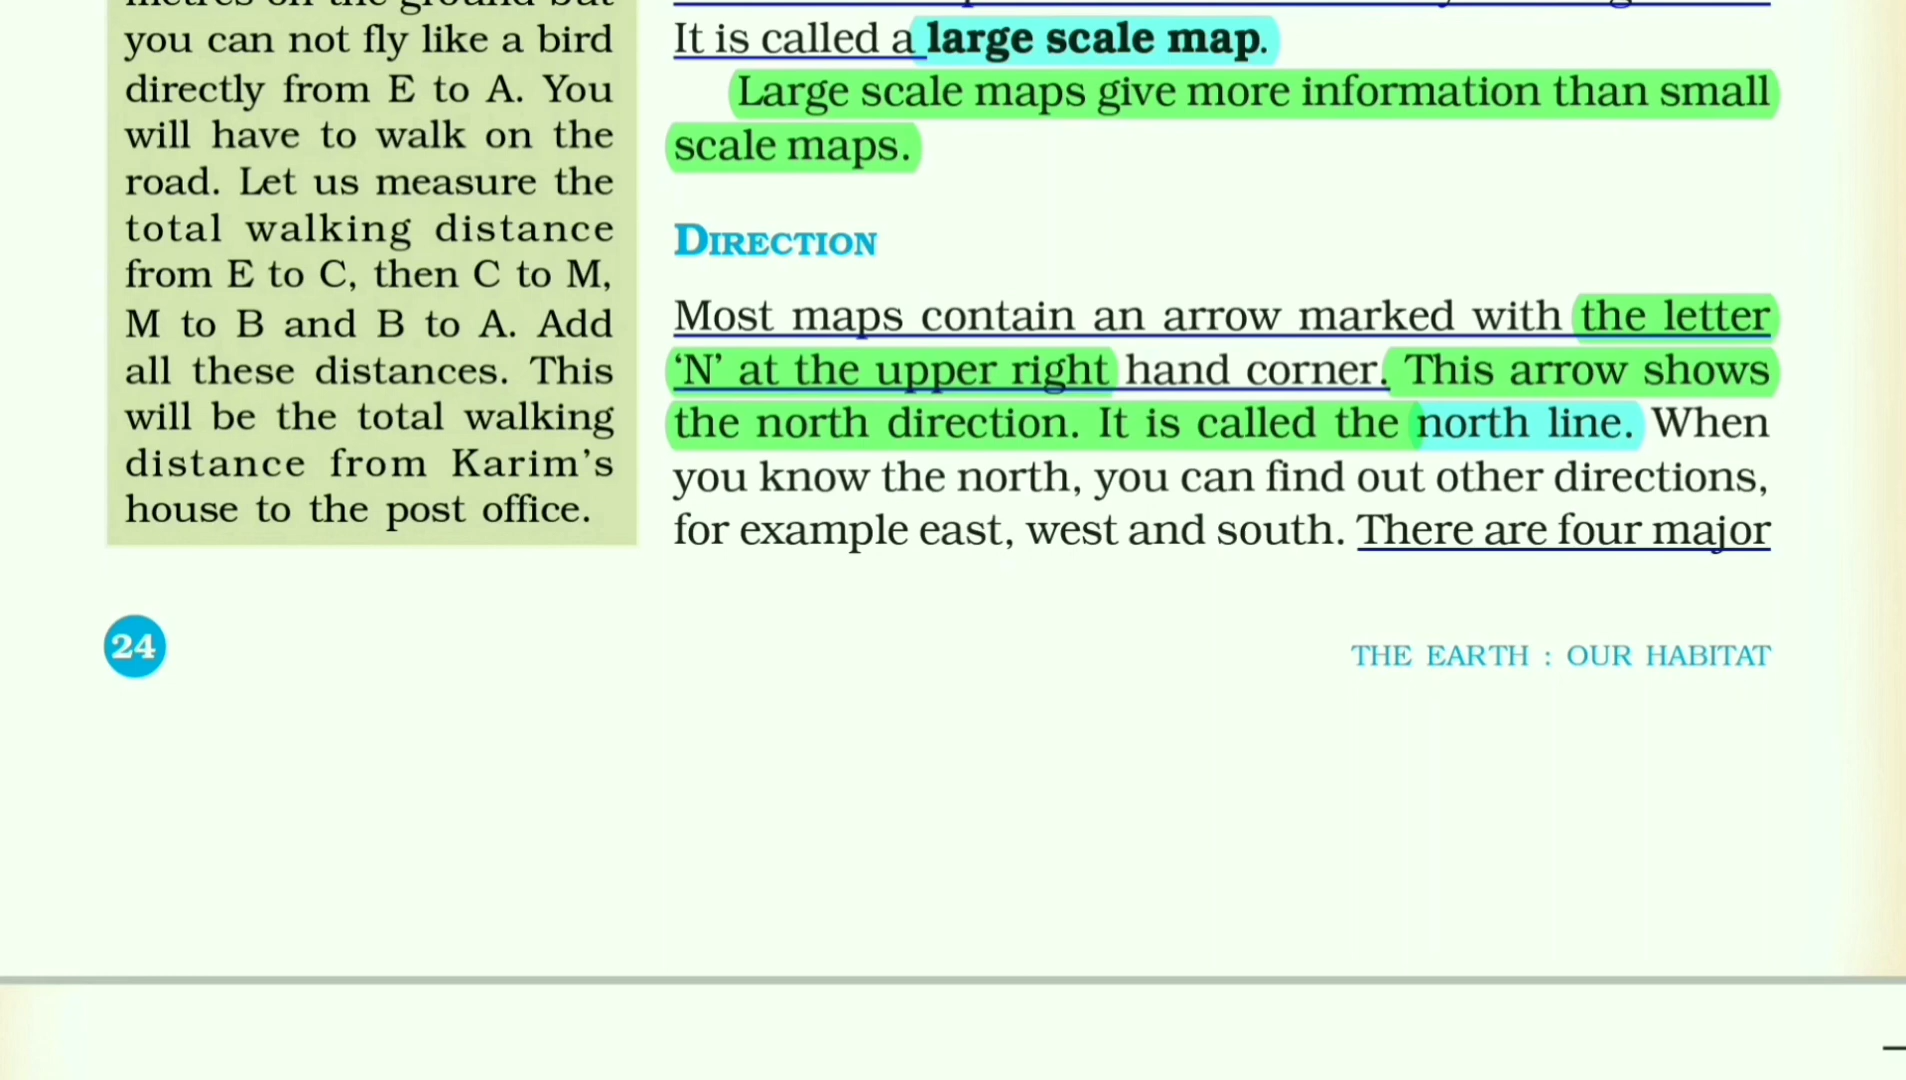 you can not fly like a bird
directly from E to A. You
will have to walk on the
road. Let us measure the
total walking distance
from E to C, then C to M,
M to B and B to A. Add
all these distances. This
will be the total walking
distance from Karim's
house to the post office.
It is called a large scale map.
Large scale maps give more information than small
scale maps.
DIRECTION
Most maps contain an arrow marked with the letter
‘N’ at the upper right hand corner. This arrow shows
the north direction. It is called the north line. When
you know the north, you can find out other directions,
for example east, west and south. There are four major
24
THE EARTH : OUR HABITAT